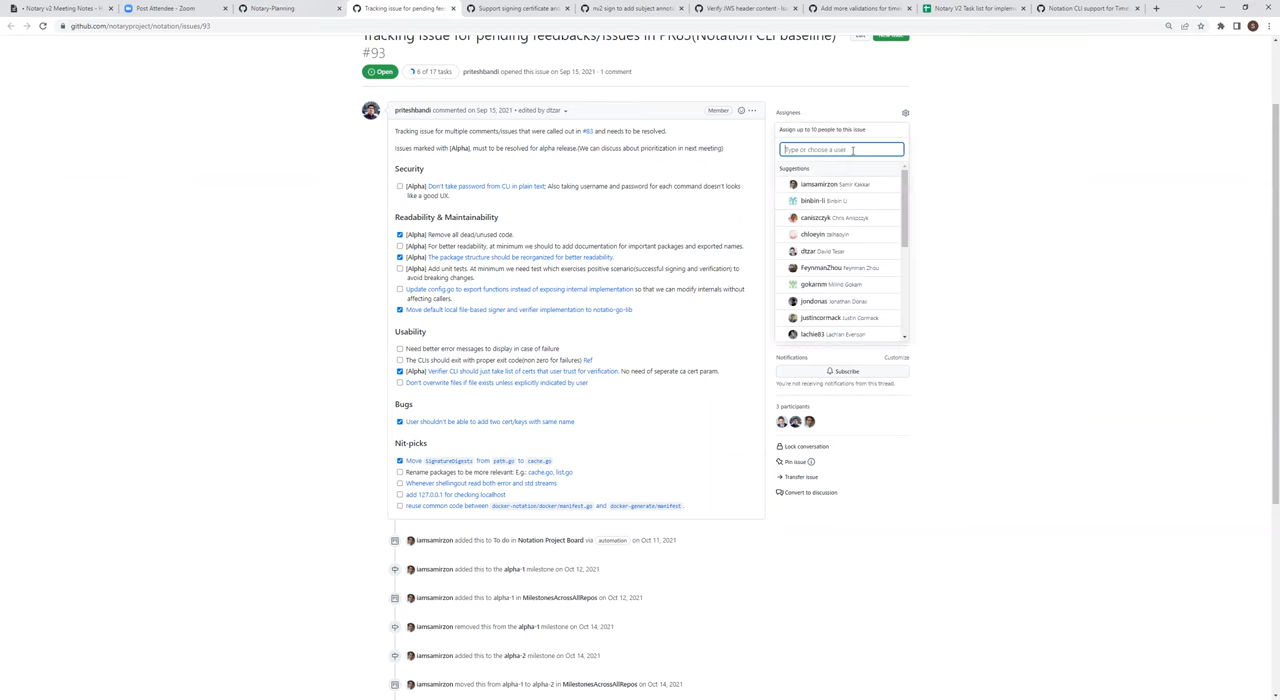 • Notary v2 Meeting Notes - H
Post Attendee - Zoom
Notary-Planning
Tracking issue for pending feed
Support signing certificate and
nv2 sign to add subject annotat
Verify JWS header content - Iss
Add more validations for times
Notary V2 Task list for implem
Notation CLI support for Time
github.com/notaryproject/notation/issues/93
Tracking issue for pending feedbacks/issues in PR83(Notation CLI baseline)
#93
Open
6 of 17 tasks
priteshbandi opened this issue on Sep 15, 2021 · 1 comment
priteshbandi commented on Sep 15, 2021 • edited by dtzar
Member
Tracking issue for multiple comments/issues that were called out in #83 and needs to be resolved.
Issues marked with [Alpha], must to be resolved for alpha release.(We can discuss about prioritization in next meeting)
Security
[Alpha] Don't take password from CLI in plain text; Also taking username and password for each command doesn't looks
like a good UX.
Readability & Maintainability
[Alpha] Remove all dead/unused code.
[Alpha] For better readability, at minimum we should to add documentation for important packages and exported names.
[Alpha] The package structure should be reorganized for better readability.
[Alpha] Add unit tests. At minimum we need test which exercises positive scenario(successful signing and verification) to
avoid breaking changes.
Update config.go to export functions instead of exposing internal implementation so that we can modify internals without
affecting callers.
Move default local file-based signer and verifier implementation to notatio-go-lib
Usability
Need better error messages to display in case of failure
The CLIs should exit with proper exit code(non zero for failures) Ref
[Alpha] Verifier CLI should just take list of certs that user trust for verification. No need of seperate ca cert param.
Don't overwrite files if file exists unless explicitly indicated by user
Bugs
User shouldn't be able to add two cert/keys with same name
Nit-picks
Move SignatureDigests from path.go to cache.go
Rename packages to be more relevant: E.g.: cache.go, list.go
Whenever shellingout read both error and std streams
add 127.0.0.1 for checking localhost
reuse common code between docker-notation/docker/manifest.go and docker-generate/manifest.
iamsamirzon added this to To do in Notation Project Board via automation on Oct 11, 2021
iamsamirzon added this to the alpha-1 milestone on Oct 12, 2021
iamsamirzon added this to alpha-1 in MilestonesAcrossAllRepos on Oct 12, 2021
iamsamirzon removed this from the alpha-1 milestone on Oct 14, 2021
iamsamirzon added this to the alpha-2 milestone on Oct 14, 2021
iamsamirzon moved this from alpha-1 to alpha-2 in MilestonesAcrossAllRepos on Oct 14, 2021
Assignees
Assign up to 10 people to this issue
Type or choose a user
Suggestions
iamsamirzon Samir Kakkar
binbin-li Binbin Li
caniszczyk Chris Aniszczyk
chloeyin
dtzar David Tesar
FeynmanZhou Feynman Zhou
gokarnm Milind Gokarn
jondonas Jonathan Donas
justincormack Justin Cormack
lachie83 Lachlan Evenson
Notifications
Customize
Subscribe
You're not receiving notifications from this thread.
3 participants
Lock conversation
Pin issue
Transfer issue
Convert to discussion